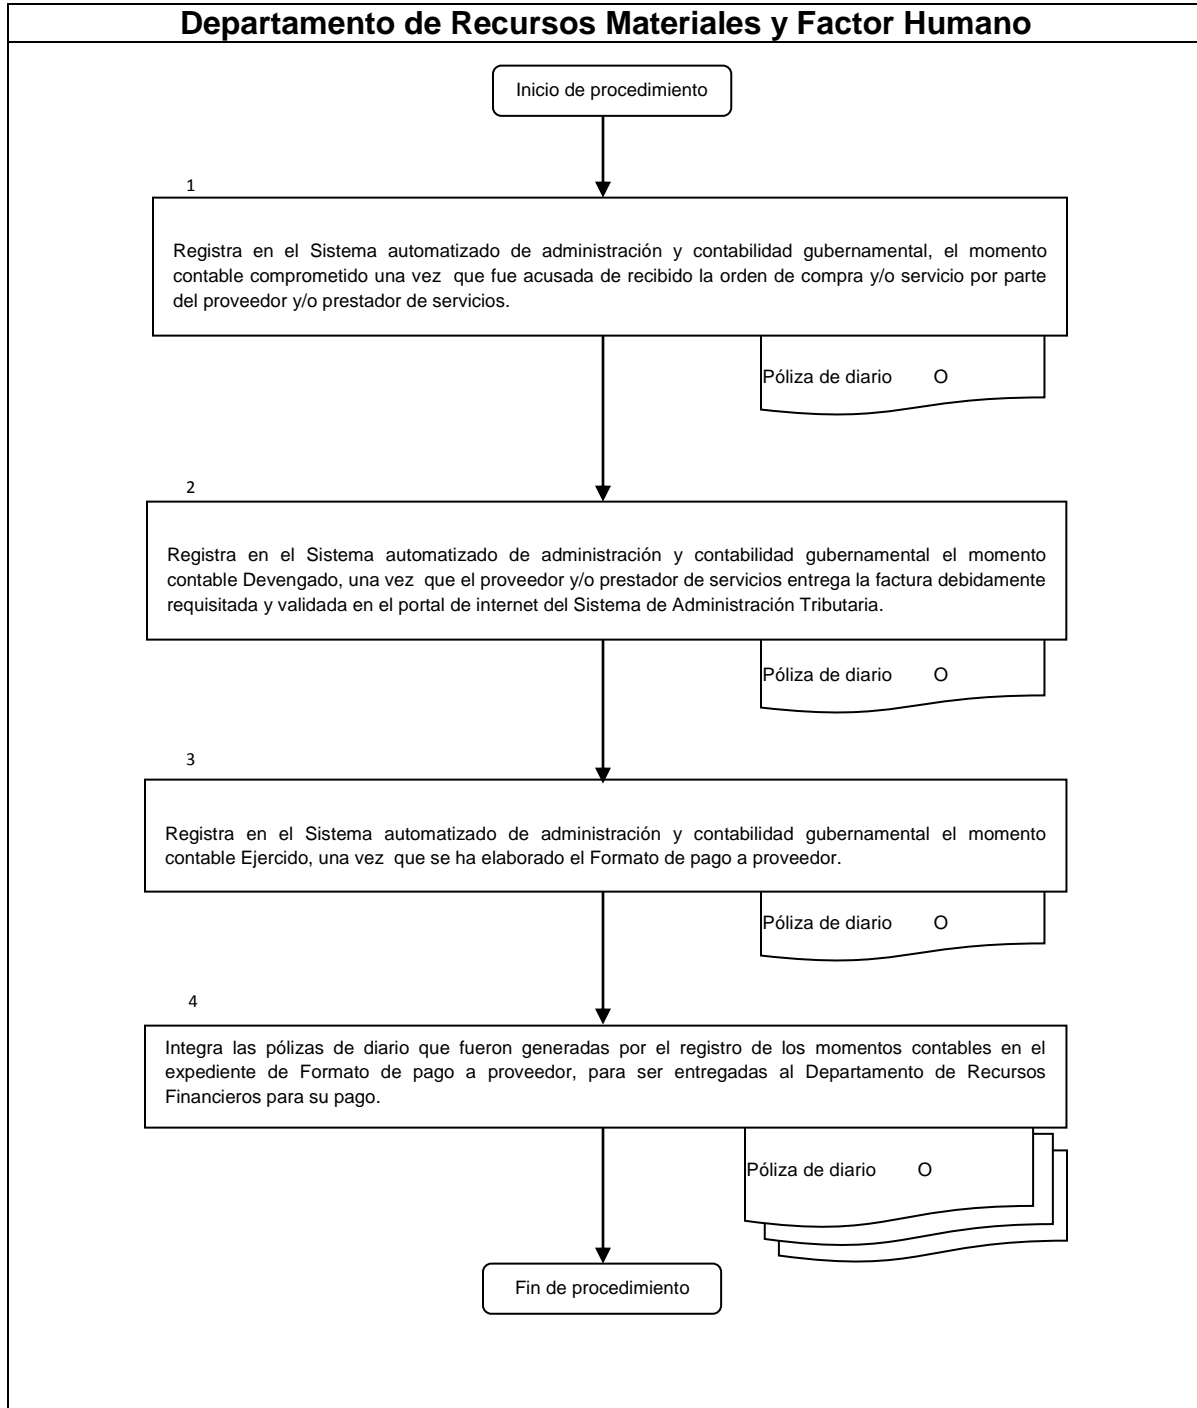 Departamento de Recursos Materiales y Factor Humano
Inicio de procedimiento
1
Registra en el Sistema automatizado de administración y contabilidad gubernamental, el momento
contable comprometido una vez que fue acusada de recibido la orden de compra y/o servicio por parte
del proveedor y/o prestador de servicios.
Póliza de diario O
2
Registra en el Sistema automatizado de administración y contabilidad gubernamental el momento
contable Devengado, una vez que el proveedor y/o prestador de servicios entrega la factura debidamente
requisitada y validada en el portal de internet del Sistema de Administración Tributaria.
Póliza de diario O
3
Registra en el Sistema automatizado de administración y contabilidad gubernamental el momento
contable Ejercido, una vez que se ha elaborado el Formato de pago a proveedor.
Póliza de diario O
4
Integra las pólizas de diario que fueron generadas por el registro de los momentos contables en el
expediente de Formato de pago a proveedor, para ser entregadas al Departamento de Recursos
Financieros para su pago.
Póliza de diario O
Fin de procedimiento